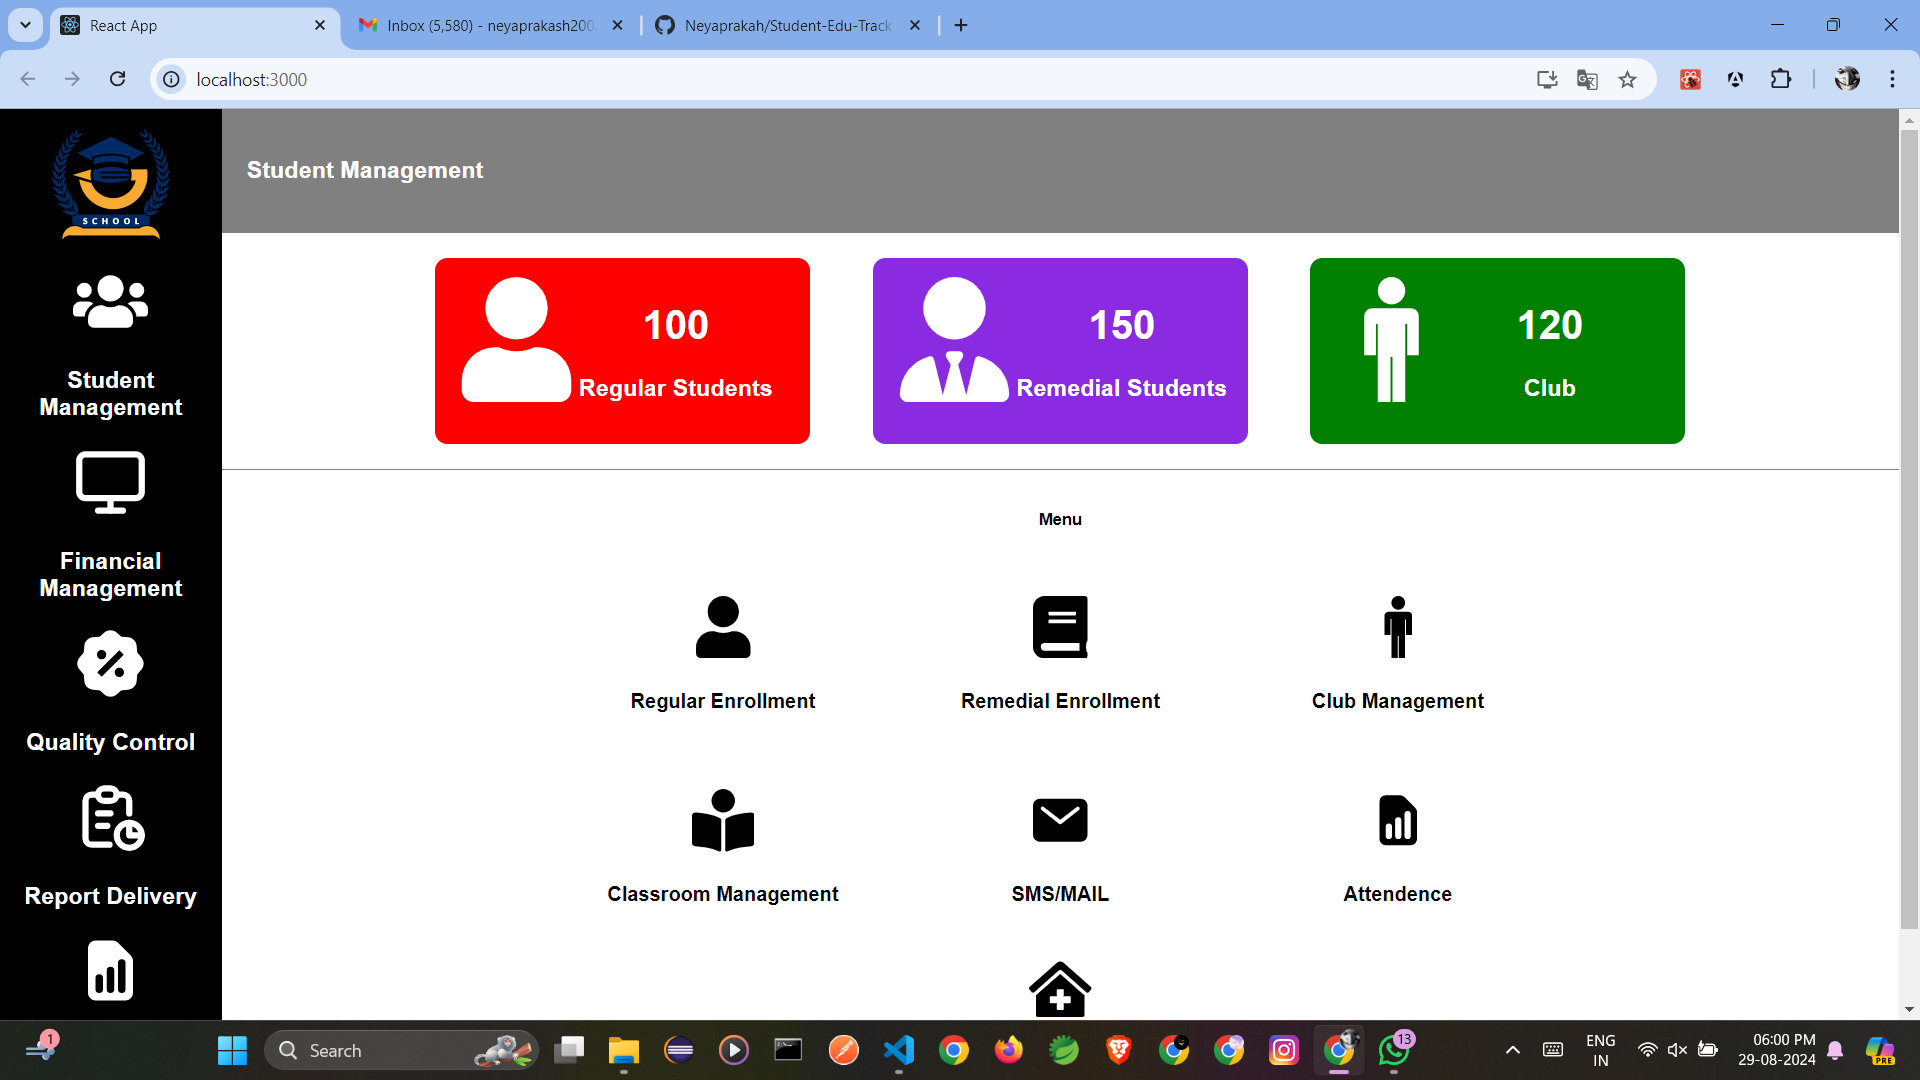 React App
Inbox (5,580) - neyaprakash200
Neyaprakah/Student-Edu-Track
localhost:3000
SCHOOL
Student
Management
Financial
Management
Quality Control
Report Delivery
Student Management
100
Regular Students
150
Remedial Students
120
Club
Menu
Regular Enrollment
Remedial Enrollment
Club Management
Classroom Management
SMS/MAIL
Attendence
1
Search
13
ENG
IN
06:00 PM
29-08-2024
PRE